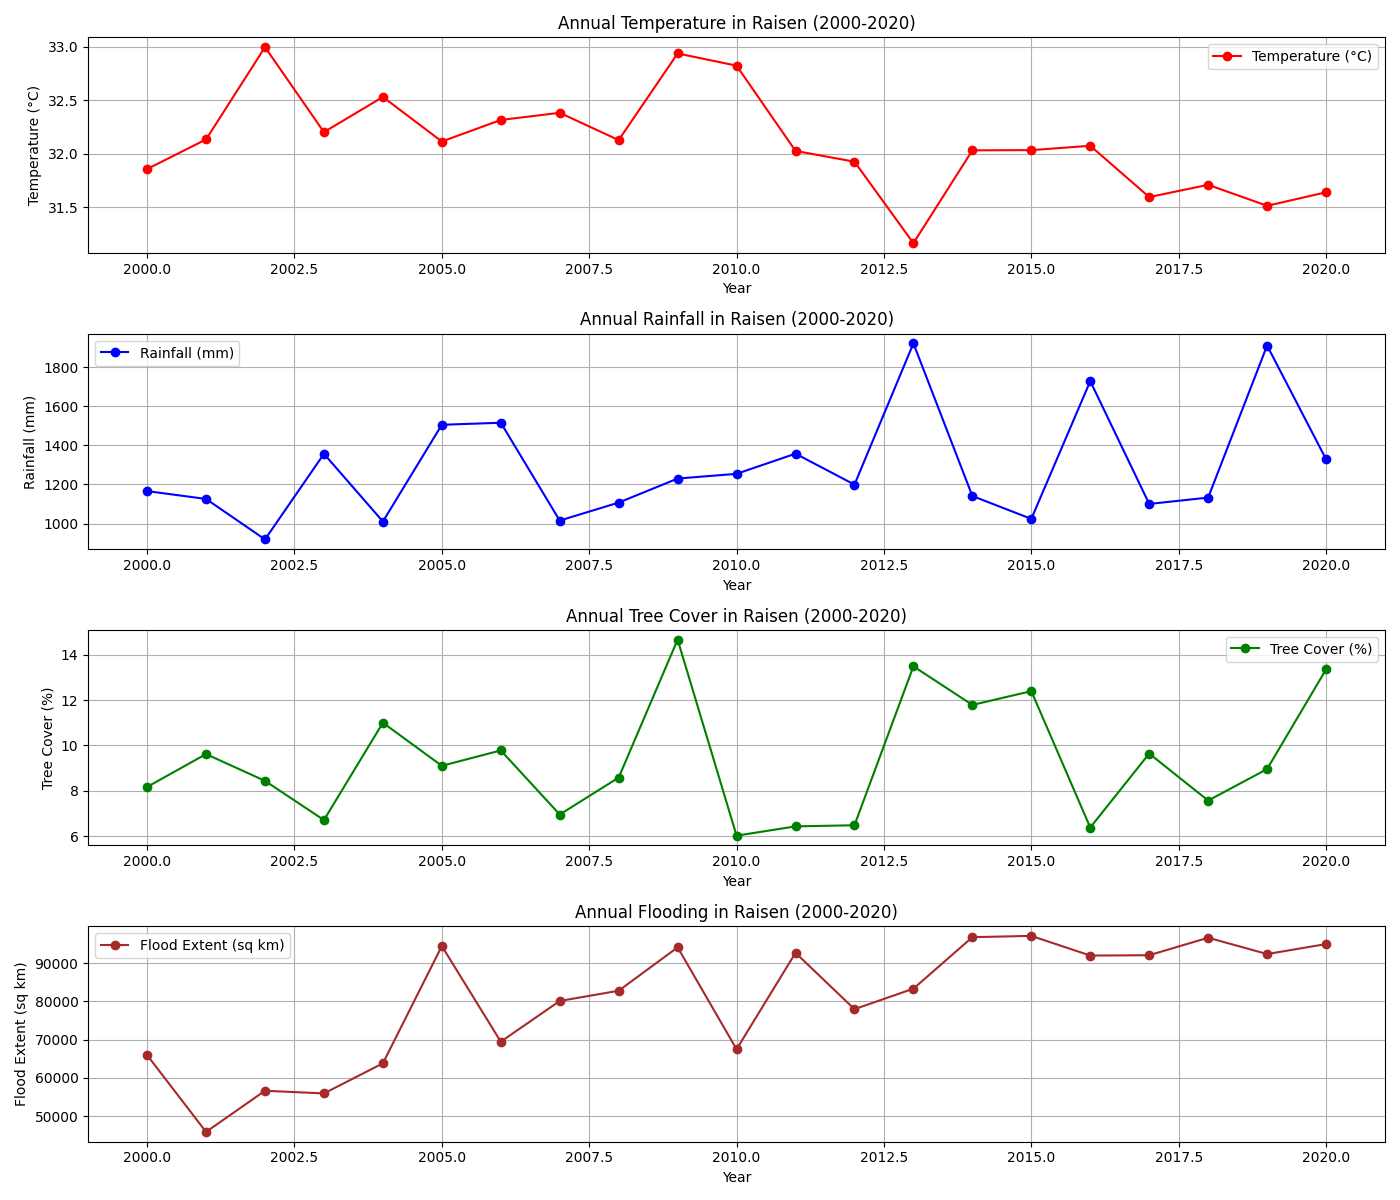 Annual Temperature in Raisen (2000-2020)
Temperature (°C)
Temperature (°C)
33.0
32.5
32.0
31.5
2000.0 2002.5 2005.0 2007.5 2010.0 2012.5 2015.0 2017.5 2020.0
Year
Annual Rainfall in Raisen (2000-2020)
Rainfall (mm)
Rainfall (mm)
1800
1600
1400
1200
1000
2000.0 2002.5 2005.0 2007.5 2010.0 2012.5 2015.0 2017.5 2020.0
Year
Annual Tree Cover in Raisen (2000-2020)
Tree Cover (%)
Tree Cover (%)
14
12
10
8
6
2000.0 2002.5 2005.0 2007.5 2010.0 2012.5 2015.0 2017.5 2020.0
Year
Annual Flooding in Raisen (2000-2020)
Flood Extent (sq km)
Flood Extent (sq km)
90000
80000
70000
60000
50000
2000.0 2002.5 2005.0 2007.5 2010.0 2012.5 2015.0 2017.5 2020.0
Year